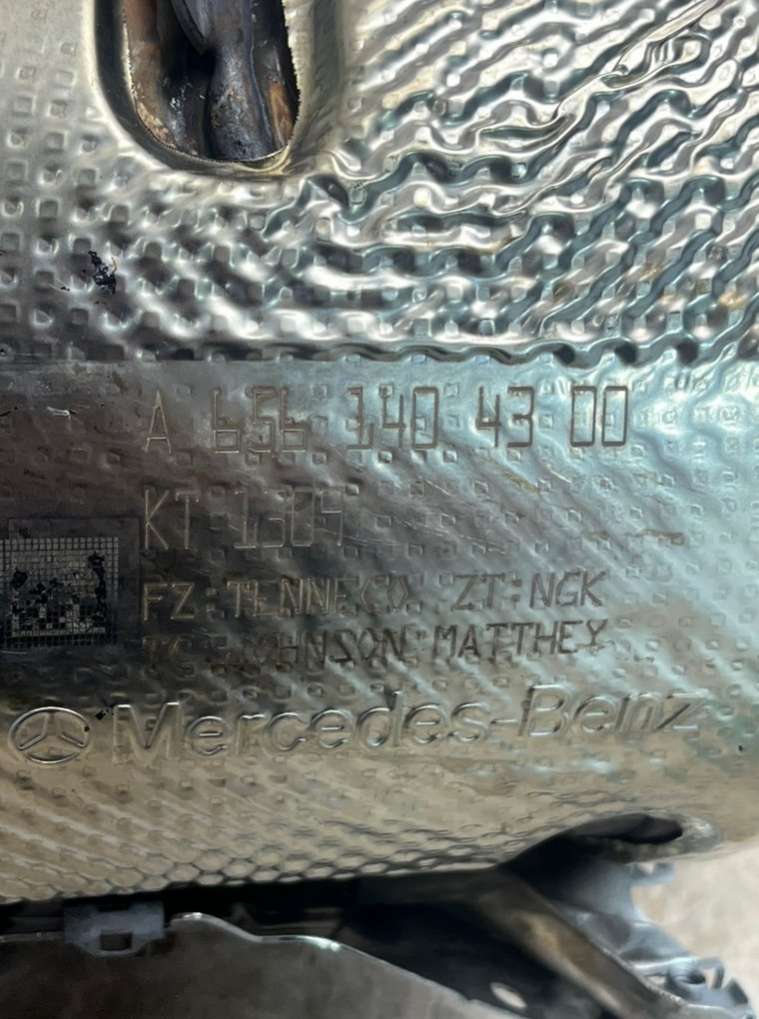 A 656 140 43 00
KT 1309
FZ:TENNECO ZT:NGK
JOHNSON MATTHEY
Mercedes-Benz